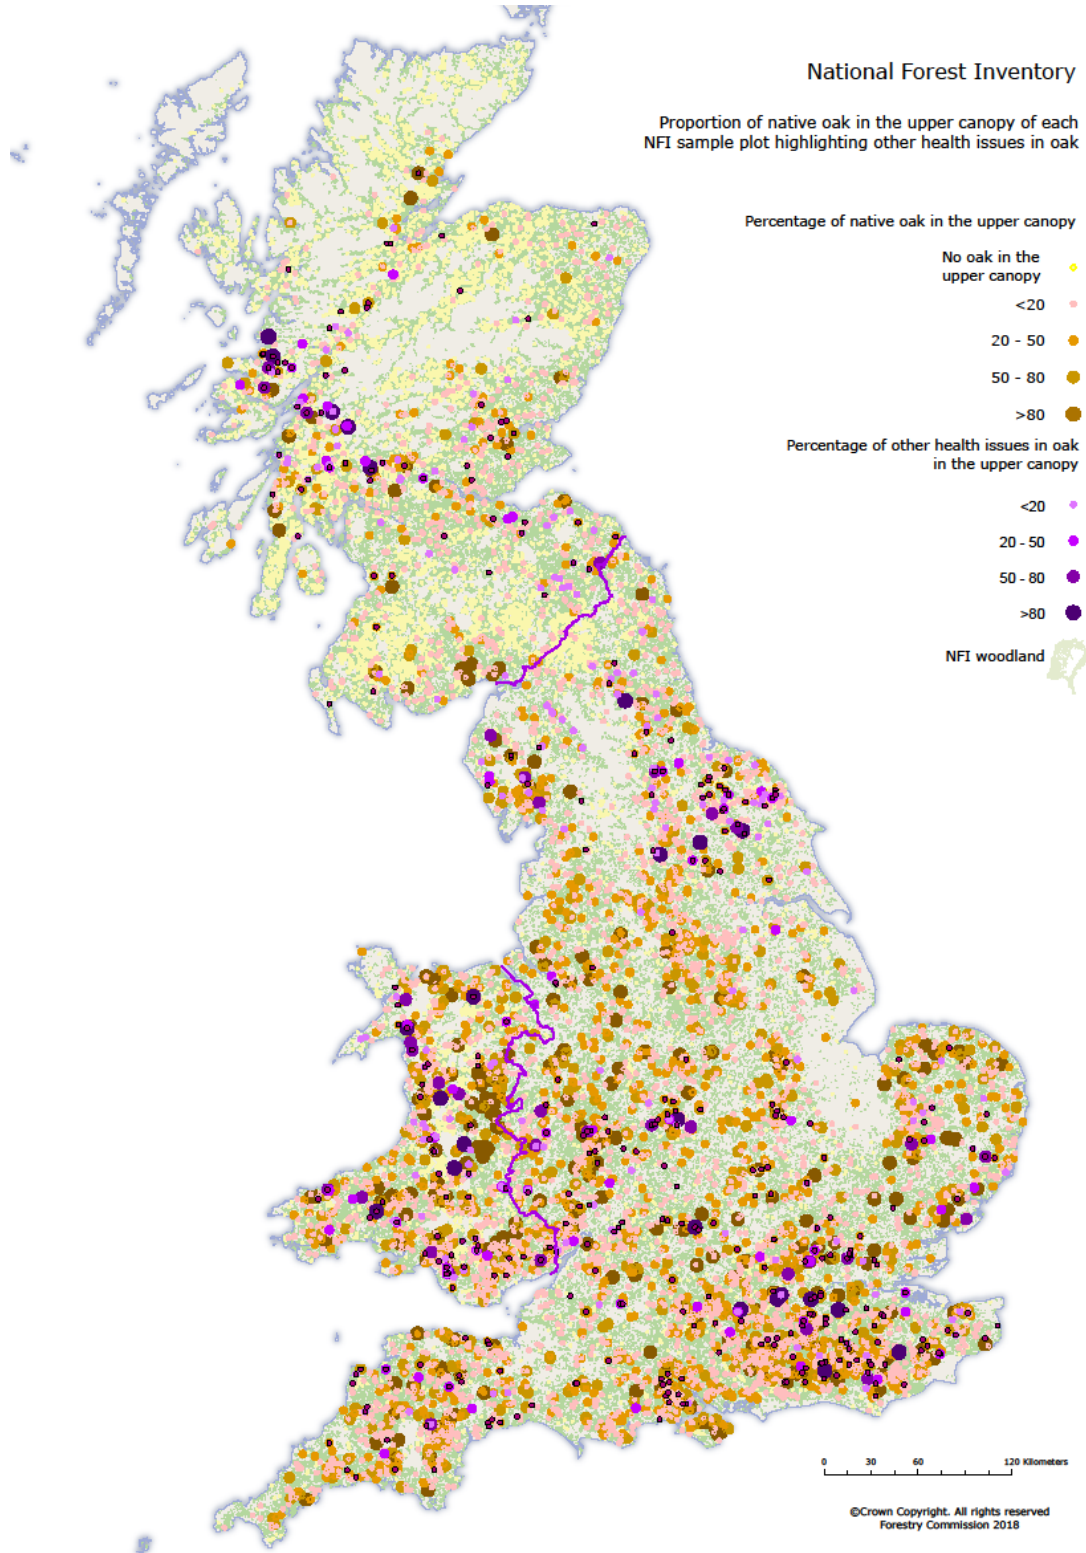 National Forest Inventory
Proportion of native oak in the upper canopy of each
NFI sample plot highlighting other health issues in oak
Percentage of native oak in the upper canopy
No oak in the
upper canopy
<20
20 - 50
50 - 80
>80
Percentage of other health issues in oak
in the upper canopy
<20
20 - 50
50 - 80
>80
NFI woodland
0 30 60 120 Kilometers
©Crown Copyright. All rights reserved
Forestry Commission 2018